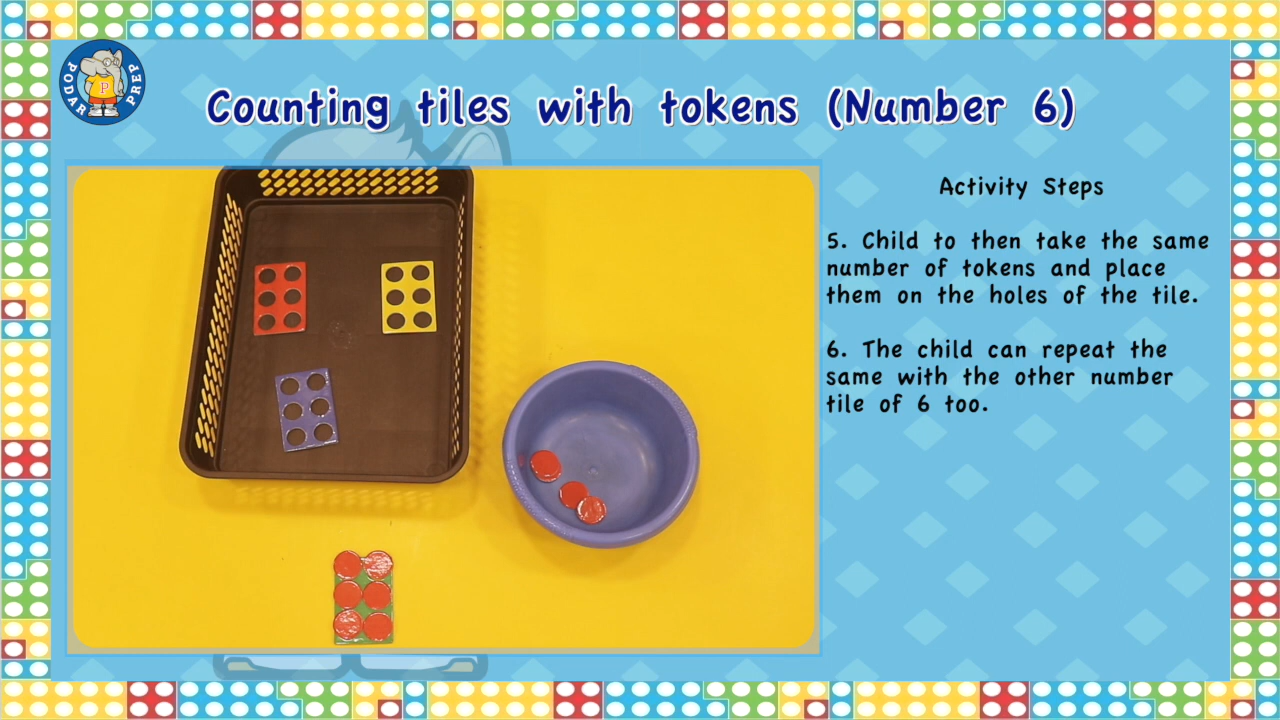 PODAR PREP
P
Counting tiles with tokens (Number 6)
Activity Steps
5. Child to then take the same
number of tokens and place
them on the holes of the tile.
6. The child can repeat the
same with the other number
tile of 6 too.